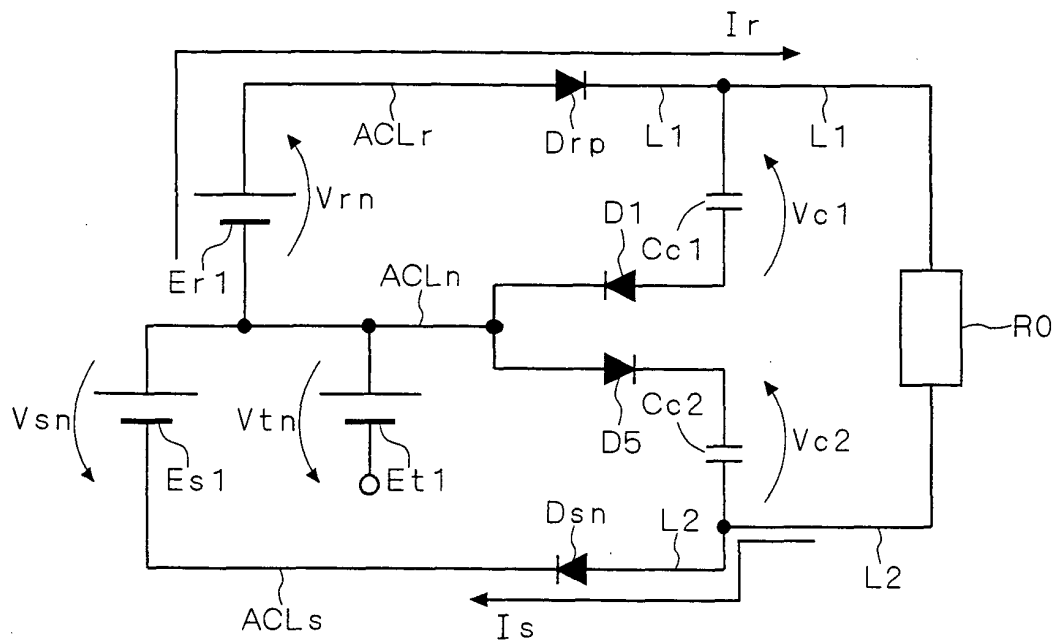 Ir
ACLr
Drp
L1
L1
Vrn
D1
Cc1
Vc1
Er1
ACLn
R0
Vsn
Vtn
Cc2
D5
Vc2
Es1
Et1
Dsn
L2
L2
ACLs
Is